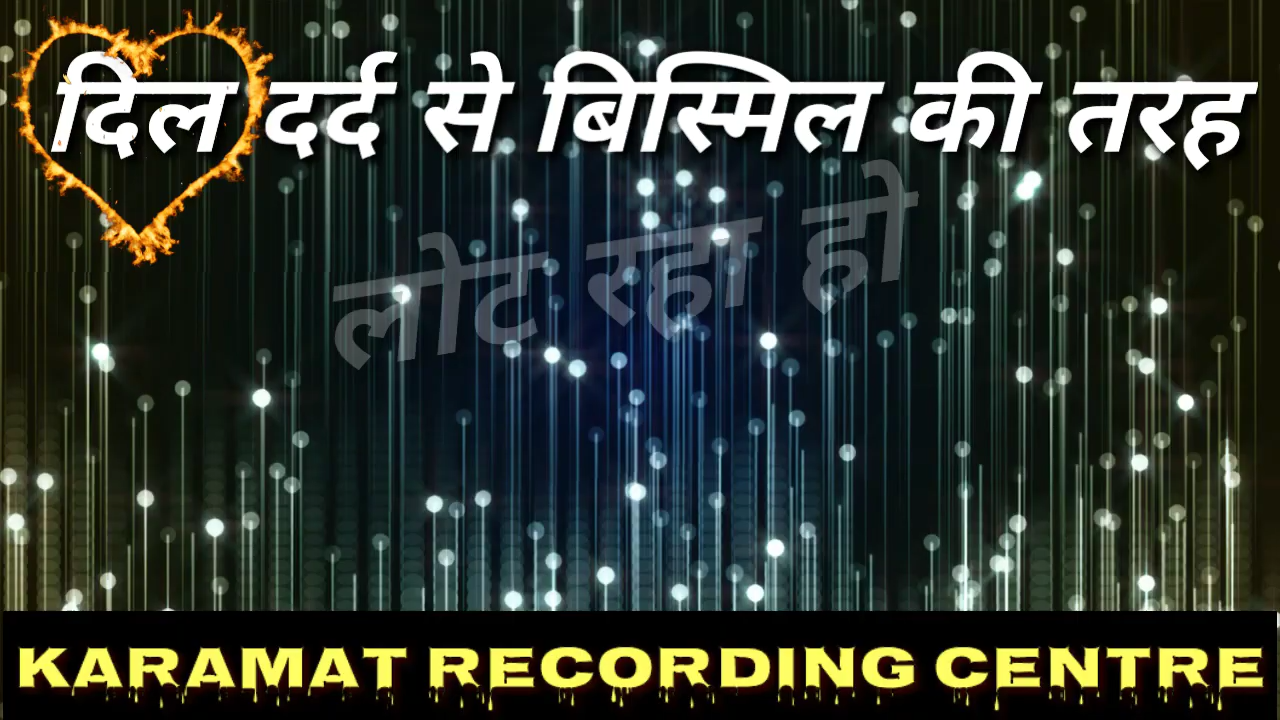 दिल दर्द से बिस्मिल की तरह
लोट रहा हो
KARAMAT RECORDING CENTRE